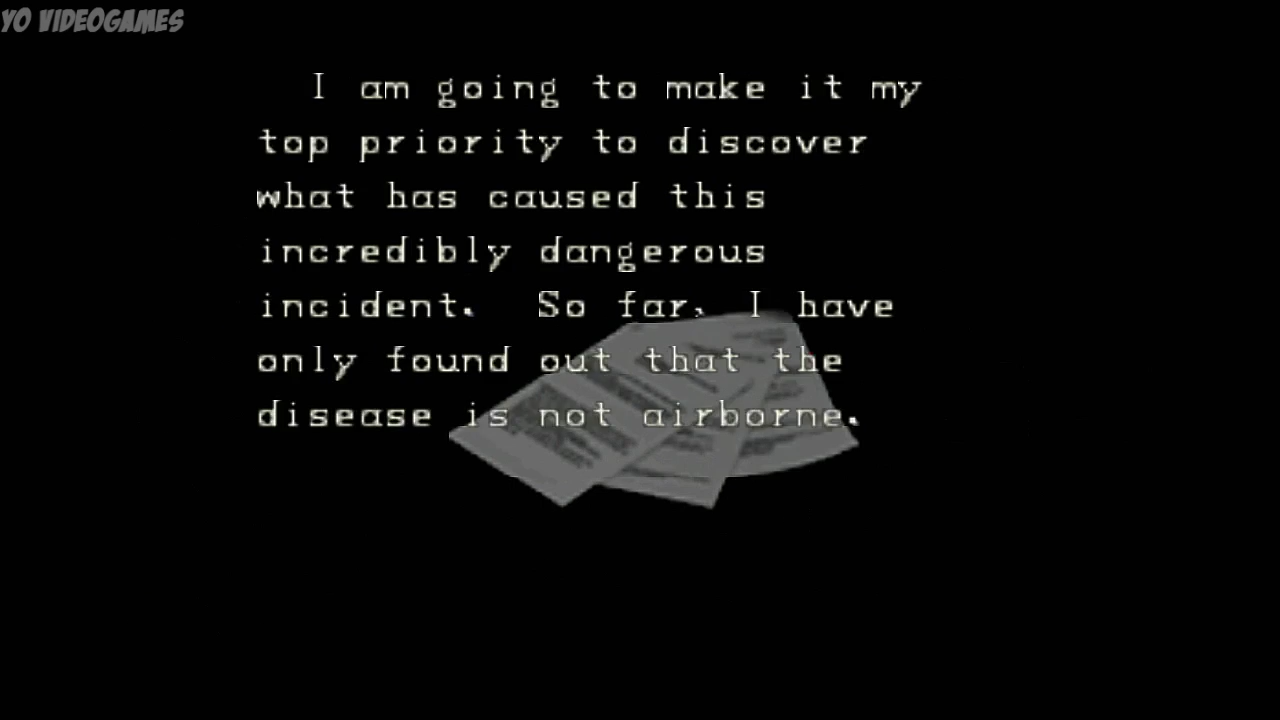 YO VIDEOGAMES
I am going to make it my
top priority to discover
what has caused this
incredibly dangerous
incident. So far, I have
only found out that the
disease is not airborne.